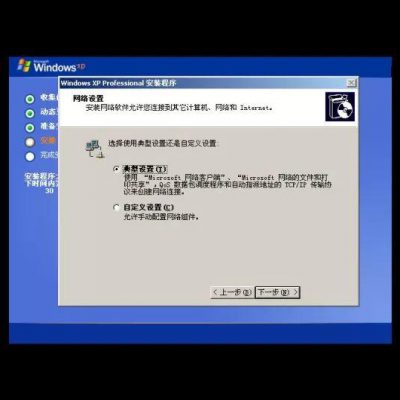 Microsoft
Windows xp
Windows XP Professional 安装程序
网络设置
安装网络软件允许您连接到其它计算机、网络和 Internet。
收集
动态
准备
安装
完成安
安装程序
下时间内
30
选择使用典型设置还是自定义设置:
典型设置(T)
使用 “Microsoft 网络客户端”、“Microsoft 网络的文件和打
印共享”,QoS 数据包调度程序和自动指派地址的 TCP/IP 传输协
议来创建网络连接。
自定义设置(C)
允许手动配置网络组件。
< 上一步(B)
下一步(N) >